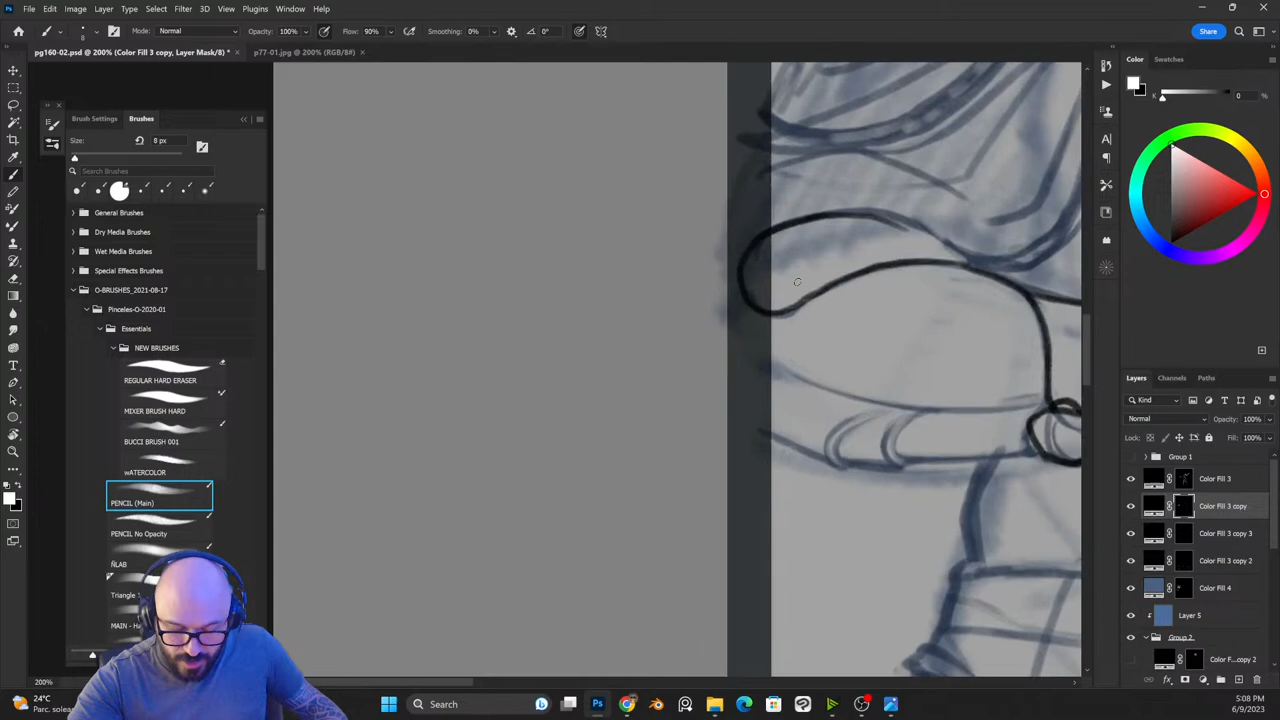 File Edit Image Layer Type Select Filter 3D View Plugins Window Help
8 Mode: Normal Opacity: 100% Flow: 90% Smoothing: 0% 0° Share
pg160-02.psd @ 200% (Color Fill 3 copy, Layer Mask/8) * × p77-01.jpg @ 200% (RGB/8#) ×
Brush Settings Brushes
Size: 8 px
Search Brushes
General Brushes
Dry Media Brushes
Wet Media Brushes
Special Effects Brushes
O-BRUSHES_2021-08-17
Pinceles-O-2020-01
Essentials
NEW BRUSHES
REGULAR HARD ERASER
MIXER BRUSH HARD
BUCCI BRUSH 001
wATERCOLOR
PENCIL (Main)
PENCIL No Opacity
ÑLAB
Triangle
MAIN - Ha
Color Swatches
K 0 %
Layers Channels Paths
Kind
Normal Opacity: 100%
Lock: Fill: 100%
Group 1
Color Fill 3
Color Fill 3 copy
Color Fill 3 copy 3
Color Fill 3 copy 2
Color Fill 4
Layer 5
Group 2
Color F...copy 2
200%
24°C
Parc. soleas
Search
5:08 PM
6/9/2023